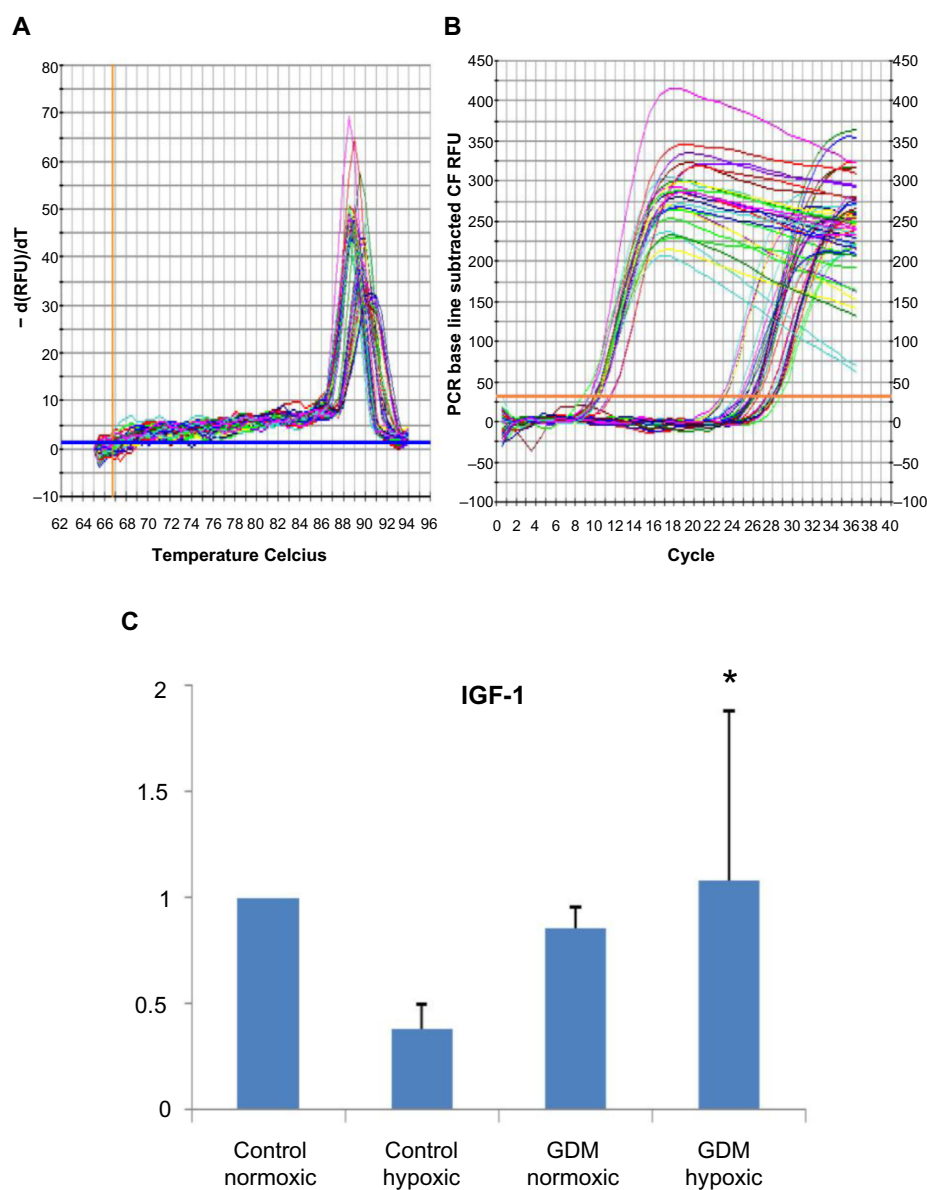 A
B
80
70
60
50
40
30
20
10
0
–10
– d(RFU)/dT
62 64 66 68 70 72 74 76 78 80 82 84 86 88 90 92 94 96
Temperature Celcius
450
400
350
300
250
200
150
100
50
0
–50
–100
PCR base line subtracted CF RFU
450
400
350
300
250
200
150
100
50
0
–50
–100
0 2 4 6 8 10 12 14 16 18 20 22 24 26 28 30 32 34 36 38 40
Cycle
C
IGF-1
*
2
1.5
1
0.5
0
Control normoxic
Control hypoxic
GDM normoxic
GDM hypoxic